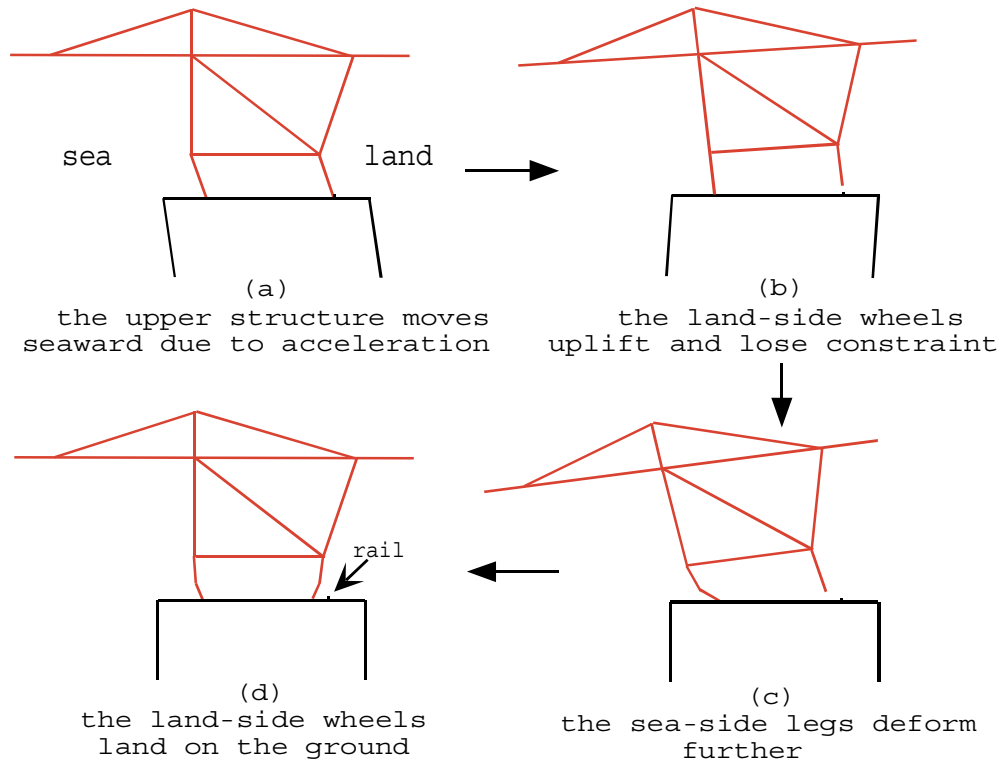 sea
land
(a)
the upper structure moves
seaward due to acceleration
(b)
the land-side wheels
uplift and lose constraint
(c)
the sea-side legs deform
further
rail
(d)
the land-side wheels
land on the ground